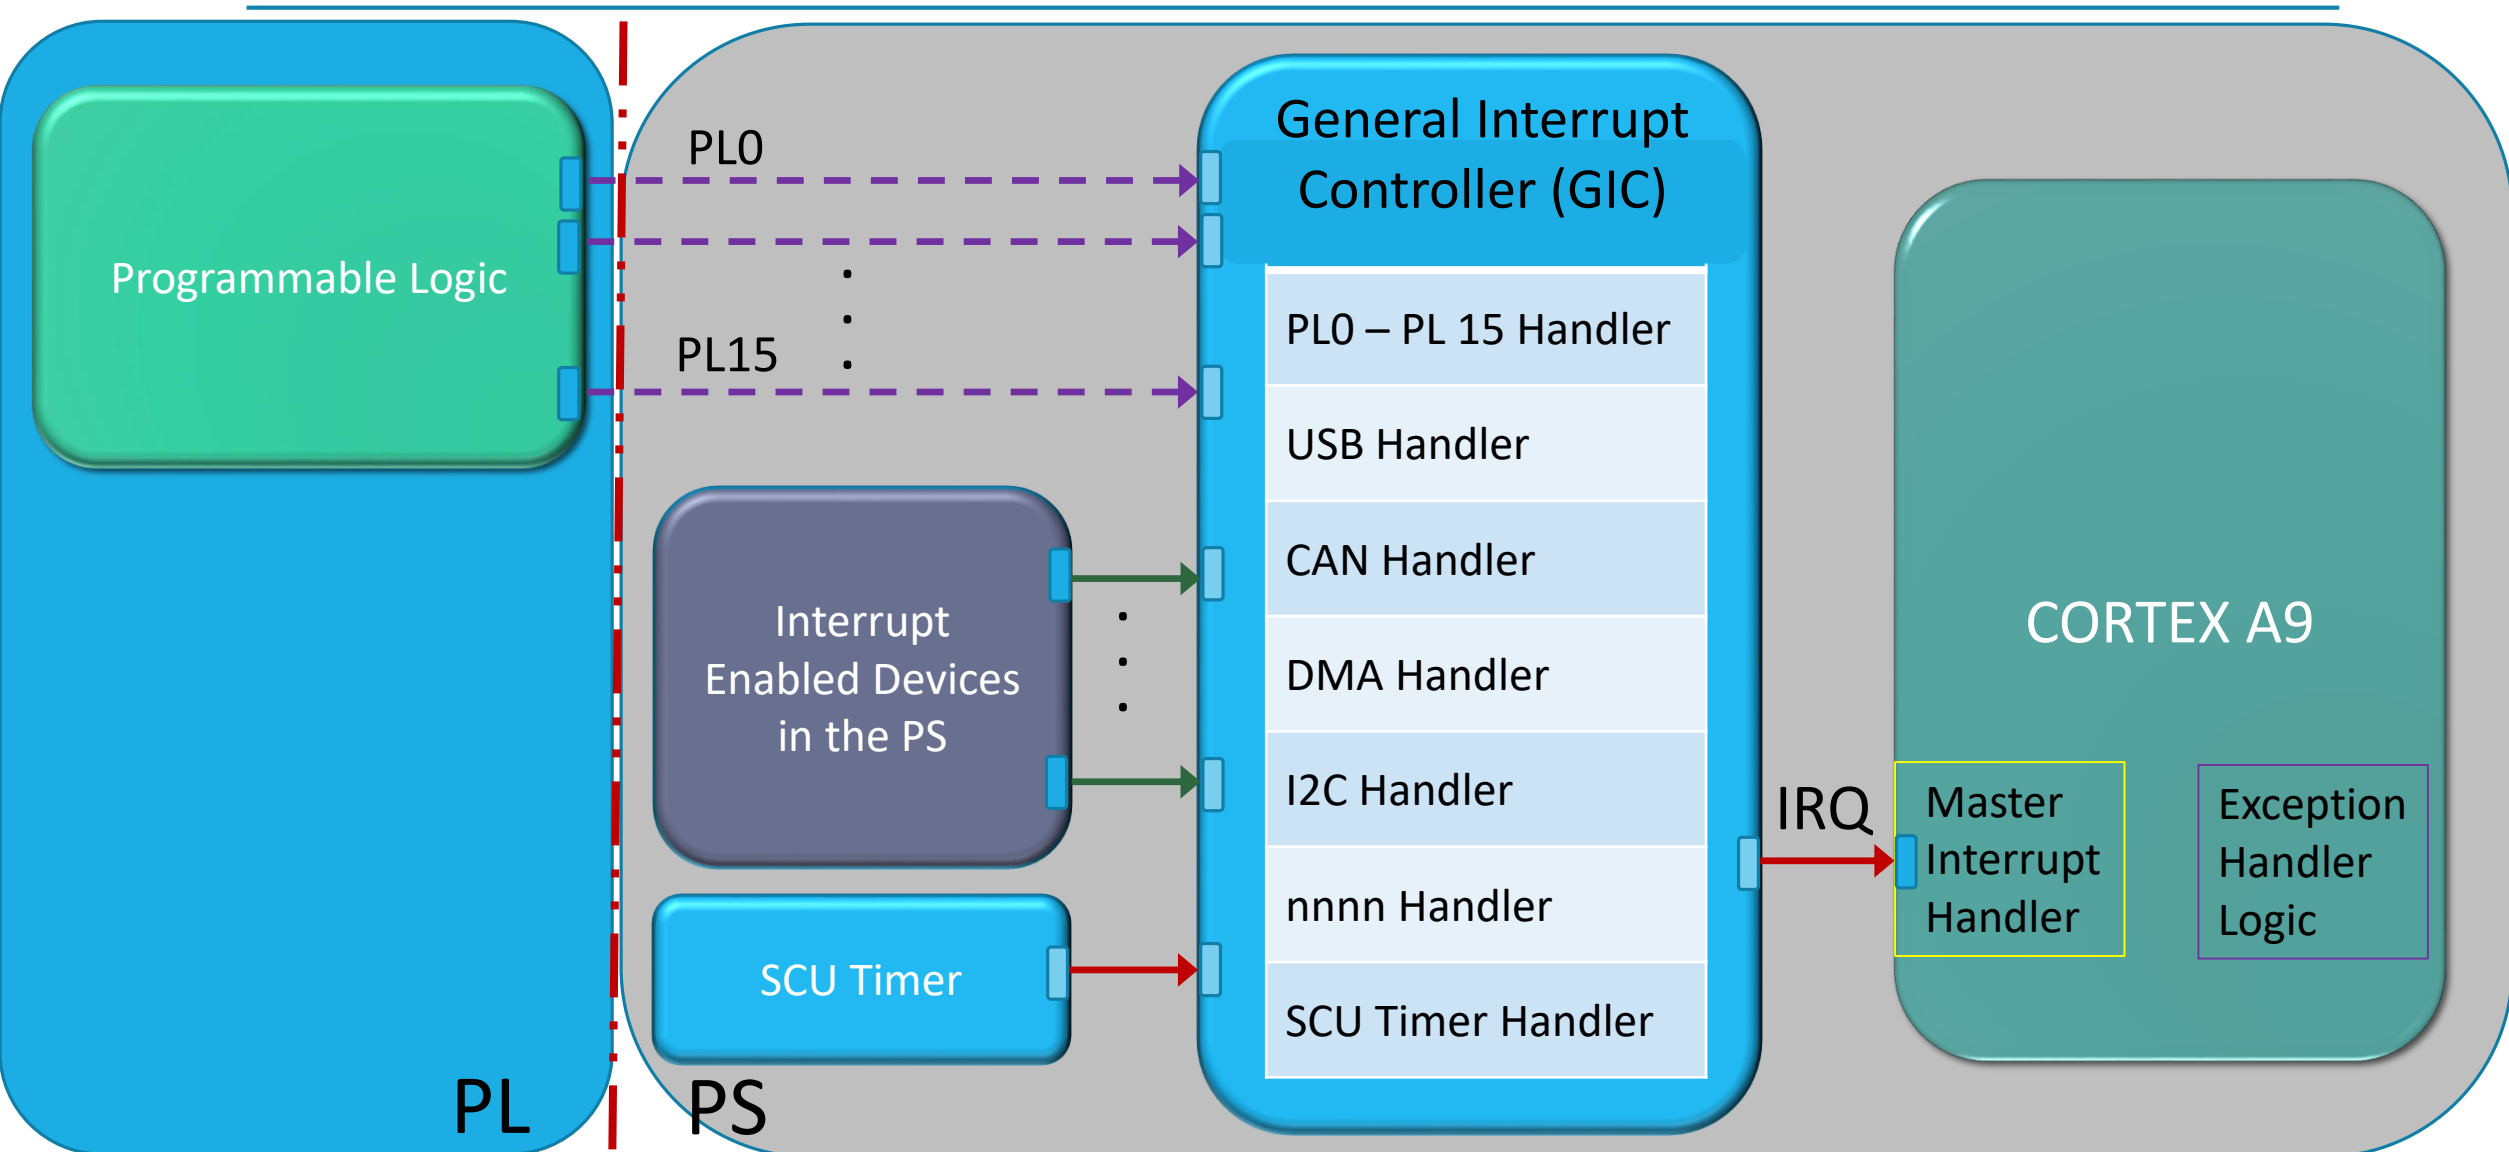 Programmable Logic
PL
PL0
PL15
Interrupt
Enabled Devices
in the PS
SCU Timer
PS
General Interrupt
Controller (GIC)
PL0 – PL 15 Handler
USB Handler
CAN Handler
DMA Handler
I2C Handler
nnnn Handler
SCU Timer Handler
IRQ
CORTEX A9
Master
Interrupt
Handler
Exception
Handler
Logic